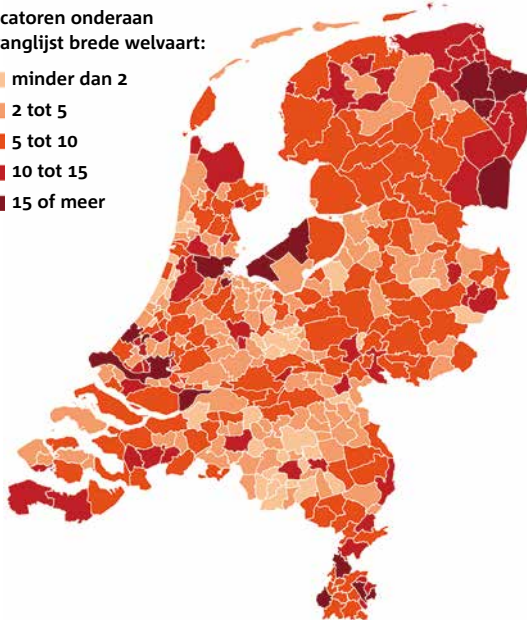 catoren onderaan
anglijst brede welvaart:
minder dan 2
2 tot 5
5 tot 10
10 tot 15
15 of meer